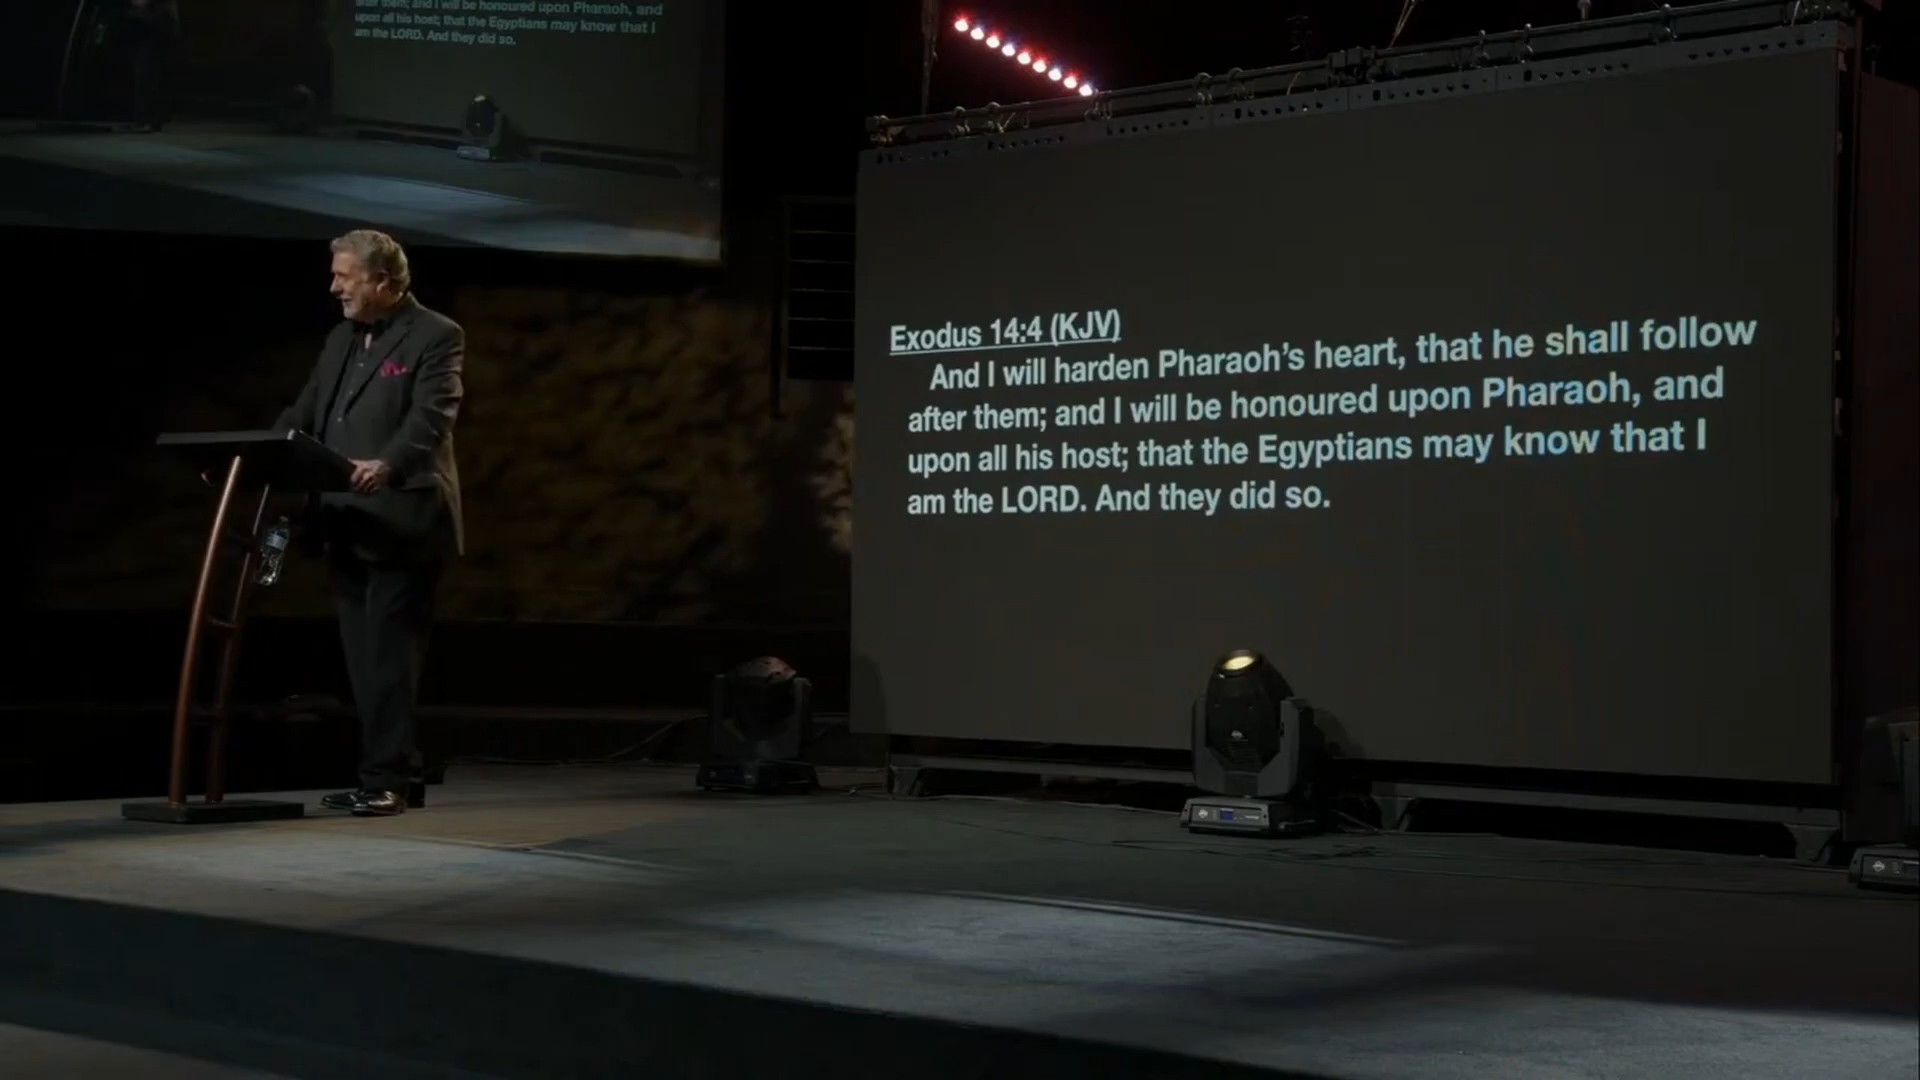 after them; and I will be honoured upon Pharaoh, and
upon all his host; that the Egyptians may know that I
am the LORD. And they did so.
Exodus 14:4 (KJV)
And I will harden Pharaoh's heart, that he shall follow
after them; and I will be honoured upon Pharaoh, and
upon all his host; that the Egyptians may know that I
am the LORD. And they did so.